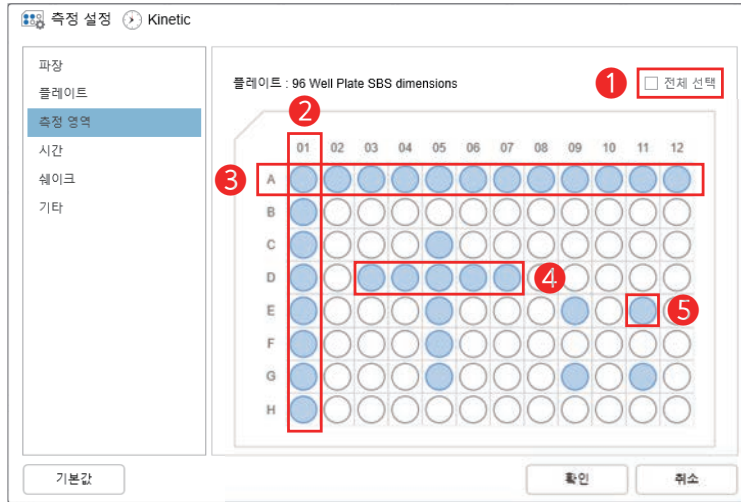 측정 설정 Kinetic
파장
플레이트
측정 영역
시간
쉐이크
기타
플레이트 : 96 Well Plate SBS dimensions
1
전체 선택
2
01 02 03 04 05 06 07 08 09 10 11 12
3
A
B
C
D
4
E
5
F
G
H
기본값
확인
취소